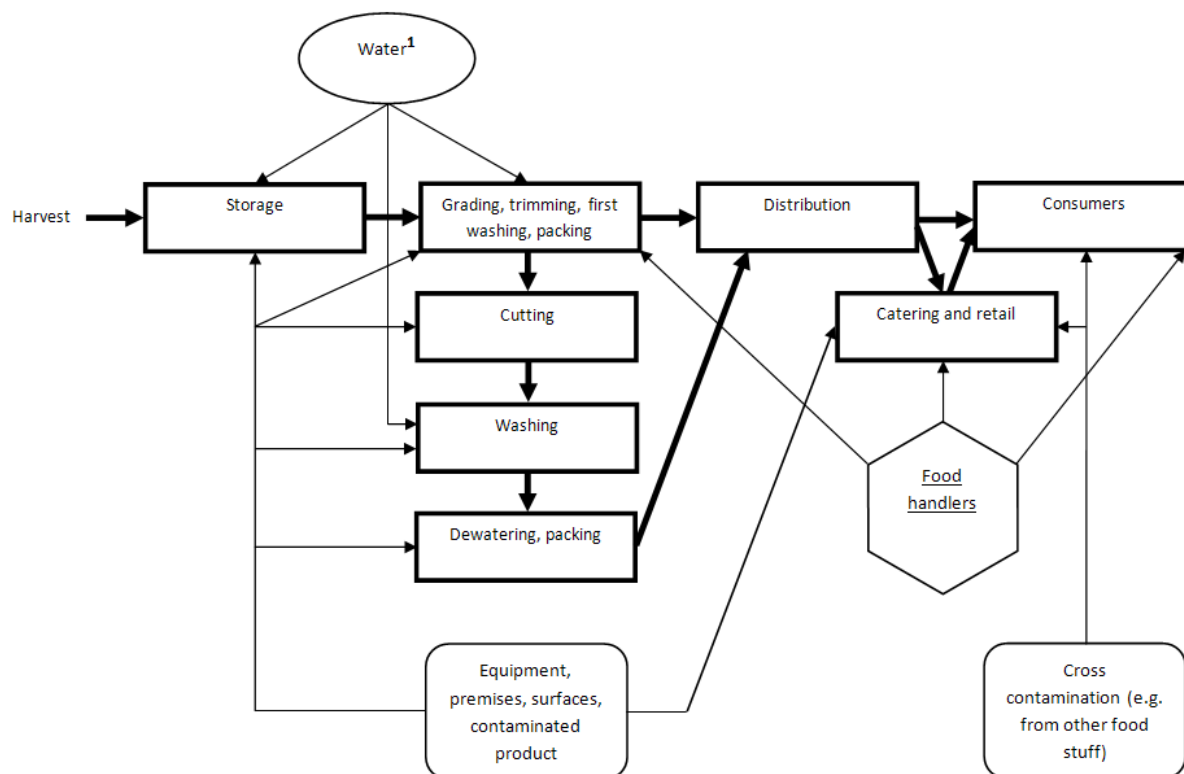 Water¹
Harvest
Storage
Grading, trimming, first
washing, packing
Distribution
Consumers
Cutting
Catering and retail
Washing
Food
handlers
Dewatering, packing
Equipment,
premises, surfaces,
contaminated
product
Cross
contamination (e.g.
from other food
stuff)